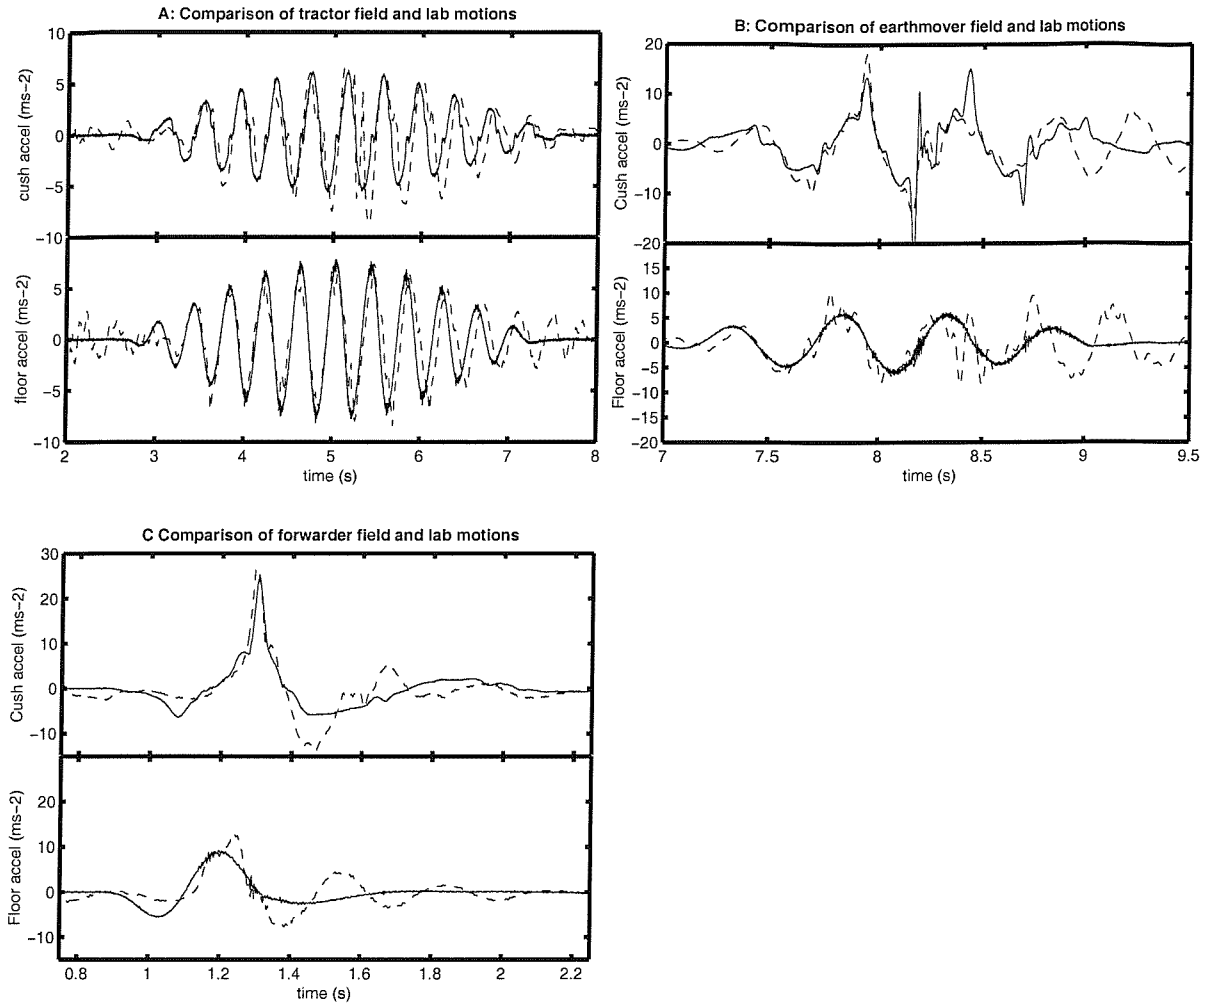 A: Comparison of tractor field and lab motions
10
5
0
−5
−10
cush accel (ms−2)
5
0
−5
−10
floor accel (ms−2)
2 3 4 5 6 7 8
time (s)
B: Comparison of earthmover field and lab motions
20
10
0
−10
−20
Cush accel (ms−2)
15
10
5
0
−5
−10
−15
−20
Floor accel (ms−2)
7 7.5 8 8.5 9 9.5
time (s)
C Comparison of forwarder field and lab motions
30
20
10
0
−10
Cush accel (ms−2)
20
10
0
−10
Floor accel (ms−2)
0.8 1 1.2 1.4 1.6 1.8 2 2.2
time (s)